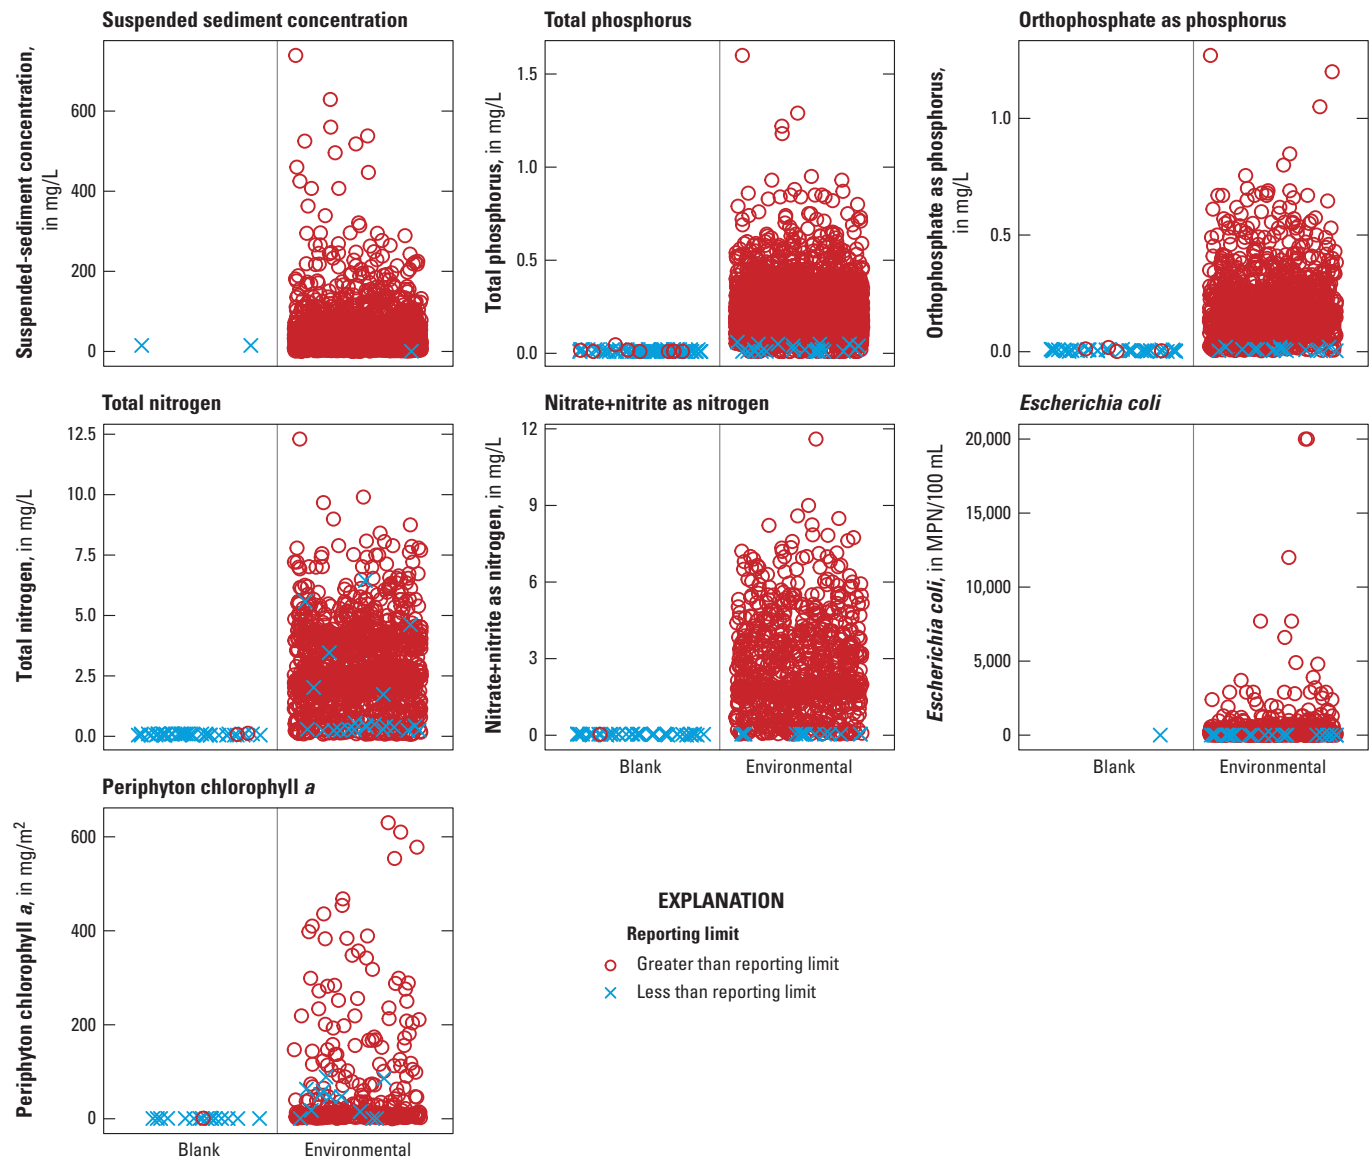 Suspended sediment concentration
Suspended-sediment concentration,
in mg/L
600
400
200
0
Total phosphorus
Total phosphorus, in mg/L
1.5
1.0
0.5
0.0
Orthophosphate as phosphorus
Orthophosphate as phosphorus,
in mg/L
1.0
0.5
0.0
Total nitrogen
Total nitrogen, in mg/L
12.5
10.0
7.5
5.0
2.5
0.0
Nitrate+nitrite as nitrogen
Nitrate+nitrite as nitrogen, in mg/L
12
9
6
3
0
Blank
Environmental
Escherichia coli
Escherichia coli, in MPN/100 mL
20,000
15,000
10,000
5,000
0
Blank
Environmental
Periphyton chlorophyll a
Periphyton chlorophyll a, in mg/m²
600
400
200
0
Blank
Environmental
EXPLANATION
Reporting limit
Greater than reporting limit
Less than reporting limit